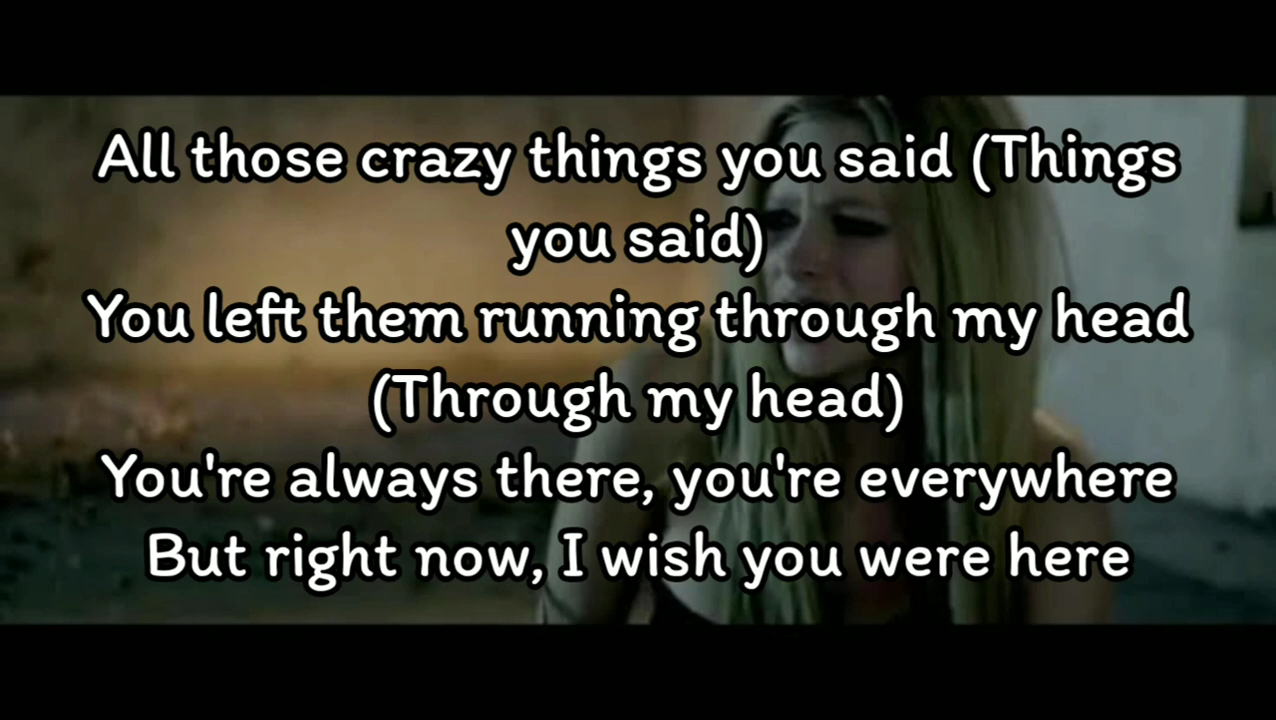 All those crazy things you said (Things
you said)
You left them running through my head
(Through my head)
You're always there, you're everywhere
But right now, I wish you were here